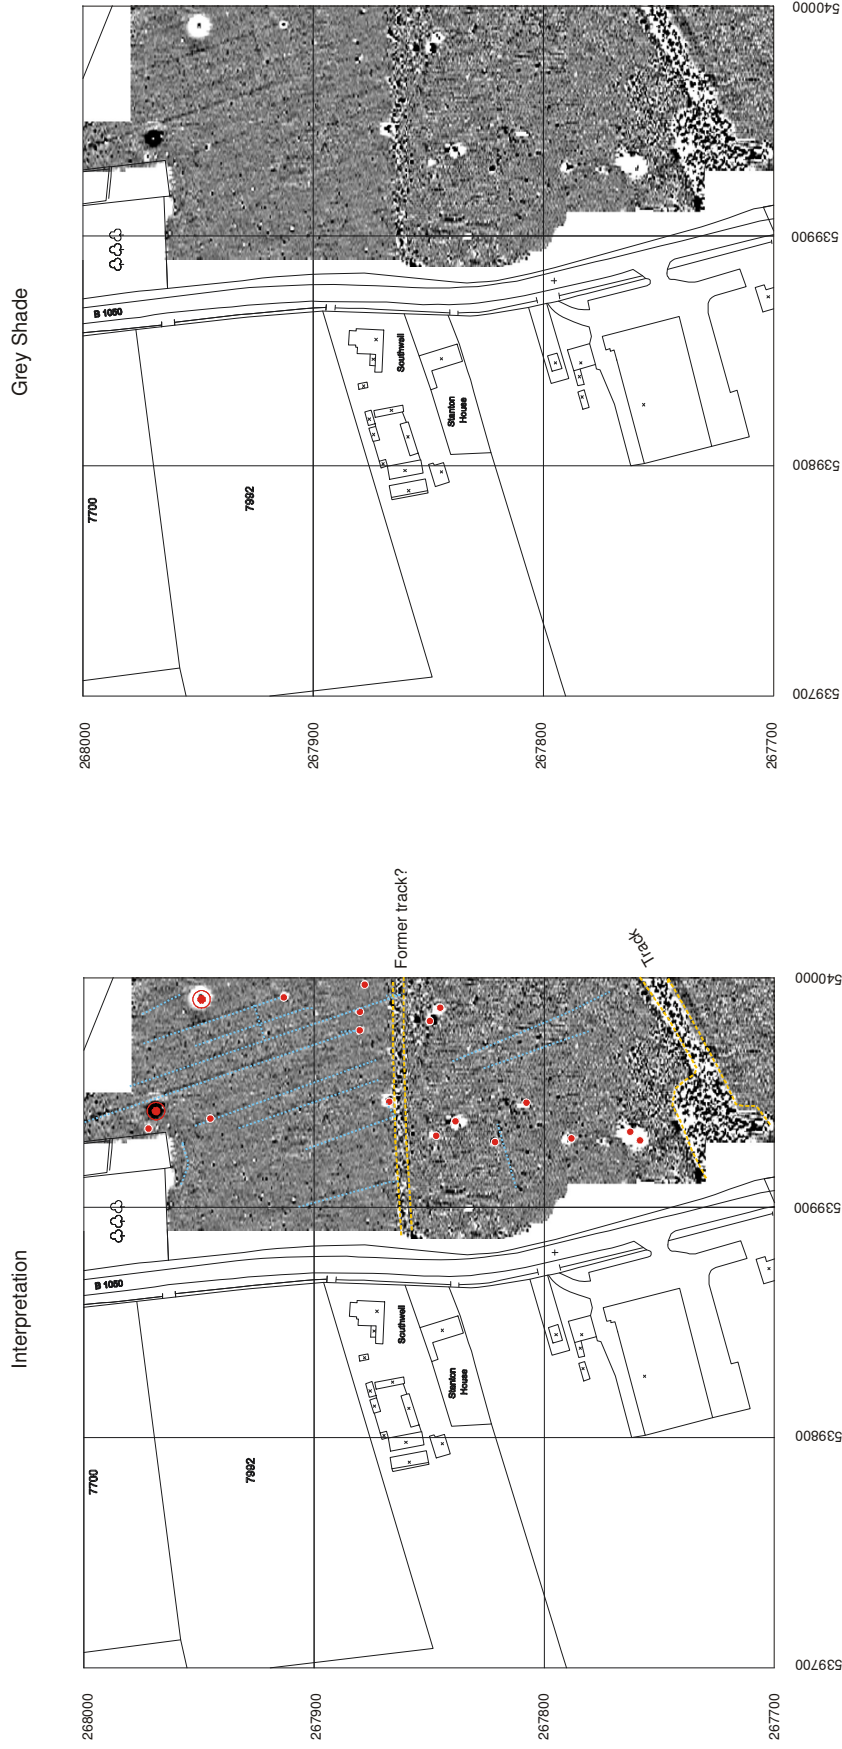 Grey Shade
268000
267900
267800
267700
539700
539800
539900
540000
B 1050
7700
7992
Southwell
Stanton
House
Interpretation
268000
267900
267800
267700
539700
539800
539900
540000
B 1050
7700
7992
Southwell
Stanton
House
Former track?
Track